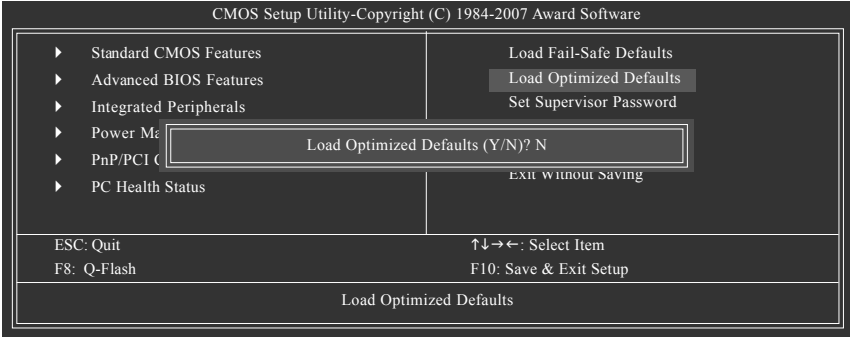 CMOS Setup Utility-Copyright (C) 1984-2007 Award Software
Standard CMOS Features
Advanced BIOS Features
Integrated Peripherals
Power Ma
PnP/PCI
PC Health Status
Load Fail-Safe Defaults
Load Optimized Defaults
Set Supervisor Password
Exit Without Saving
Load Optimized Defaults (Y/N)? N
ESC: Quit
↑↓→←: Select Item
F8: Q-Flash
F10: Save & Exit Setup
Load Optimized Defaults